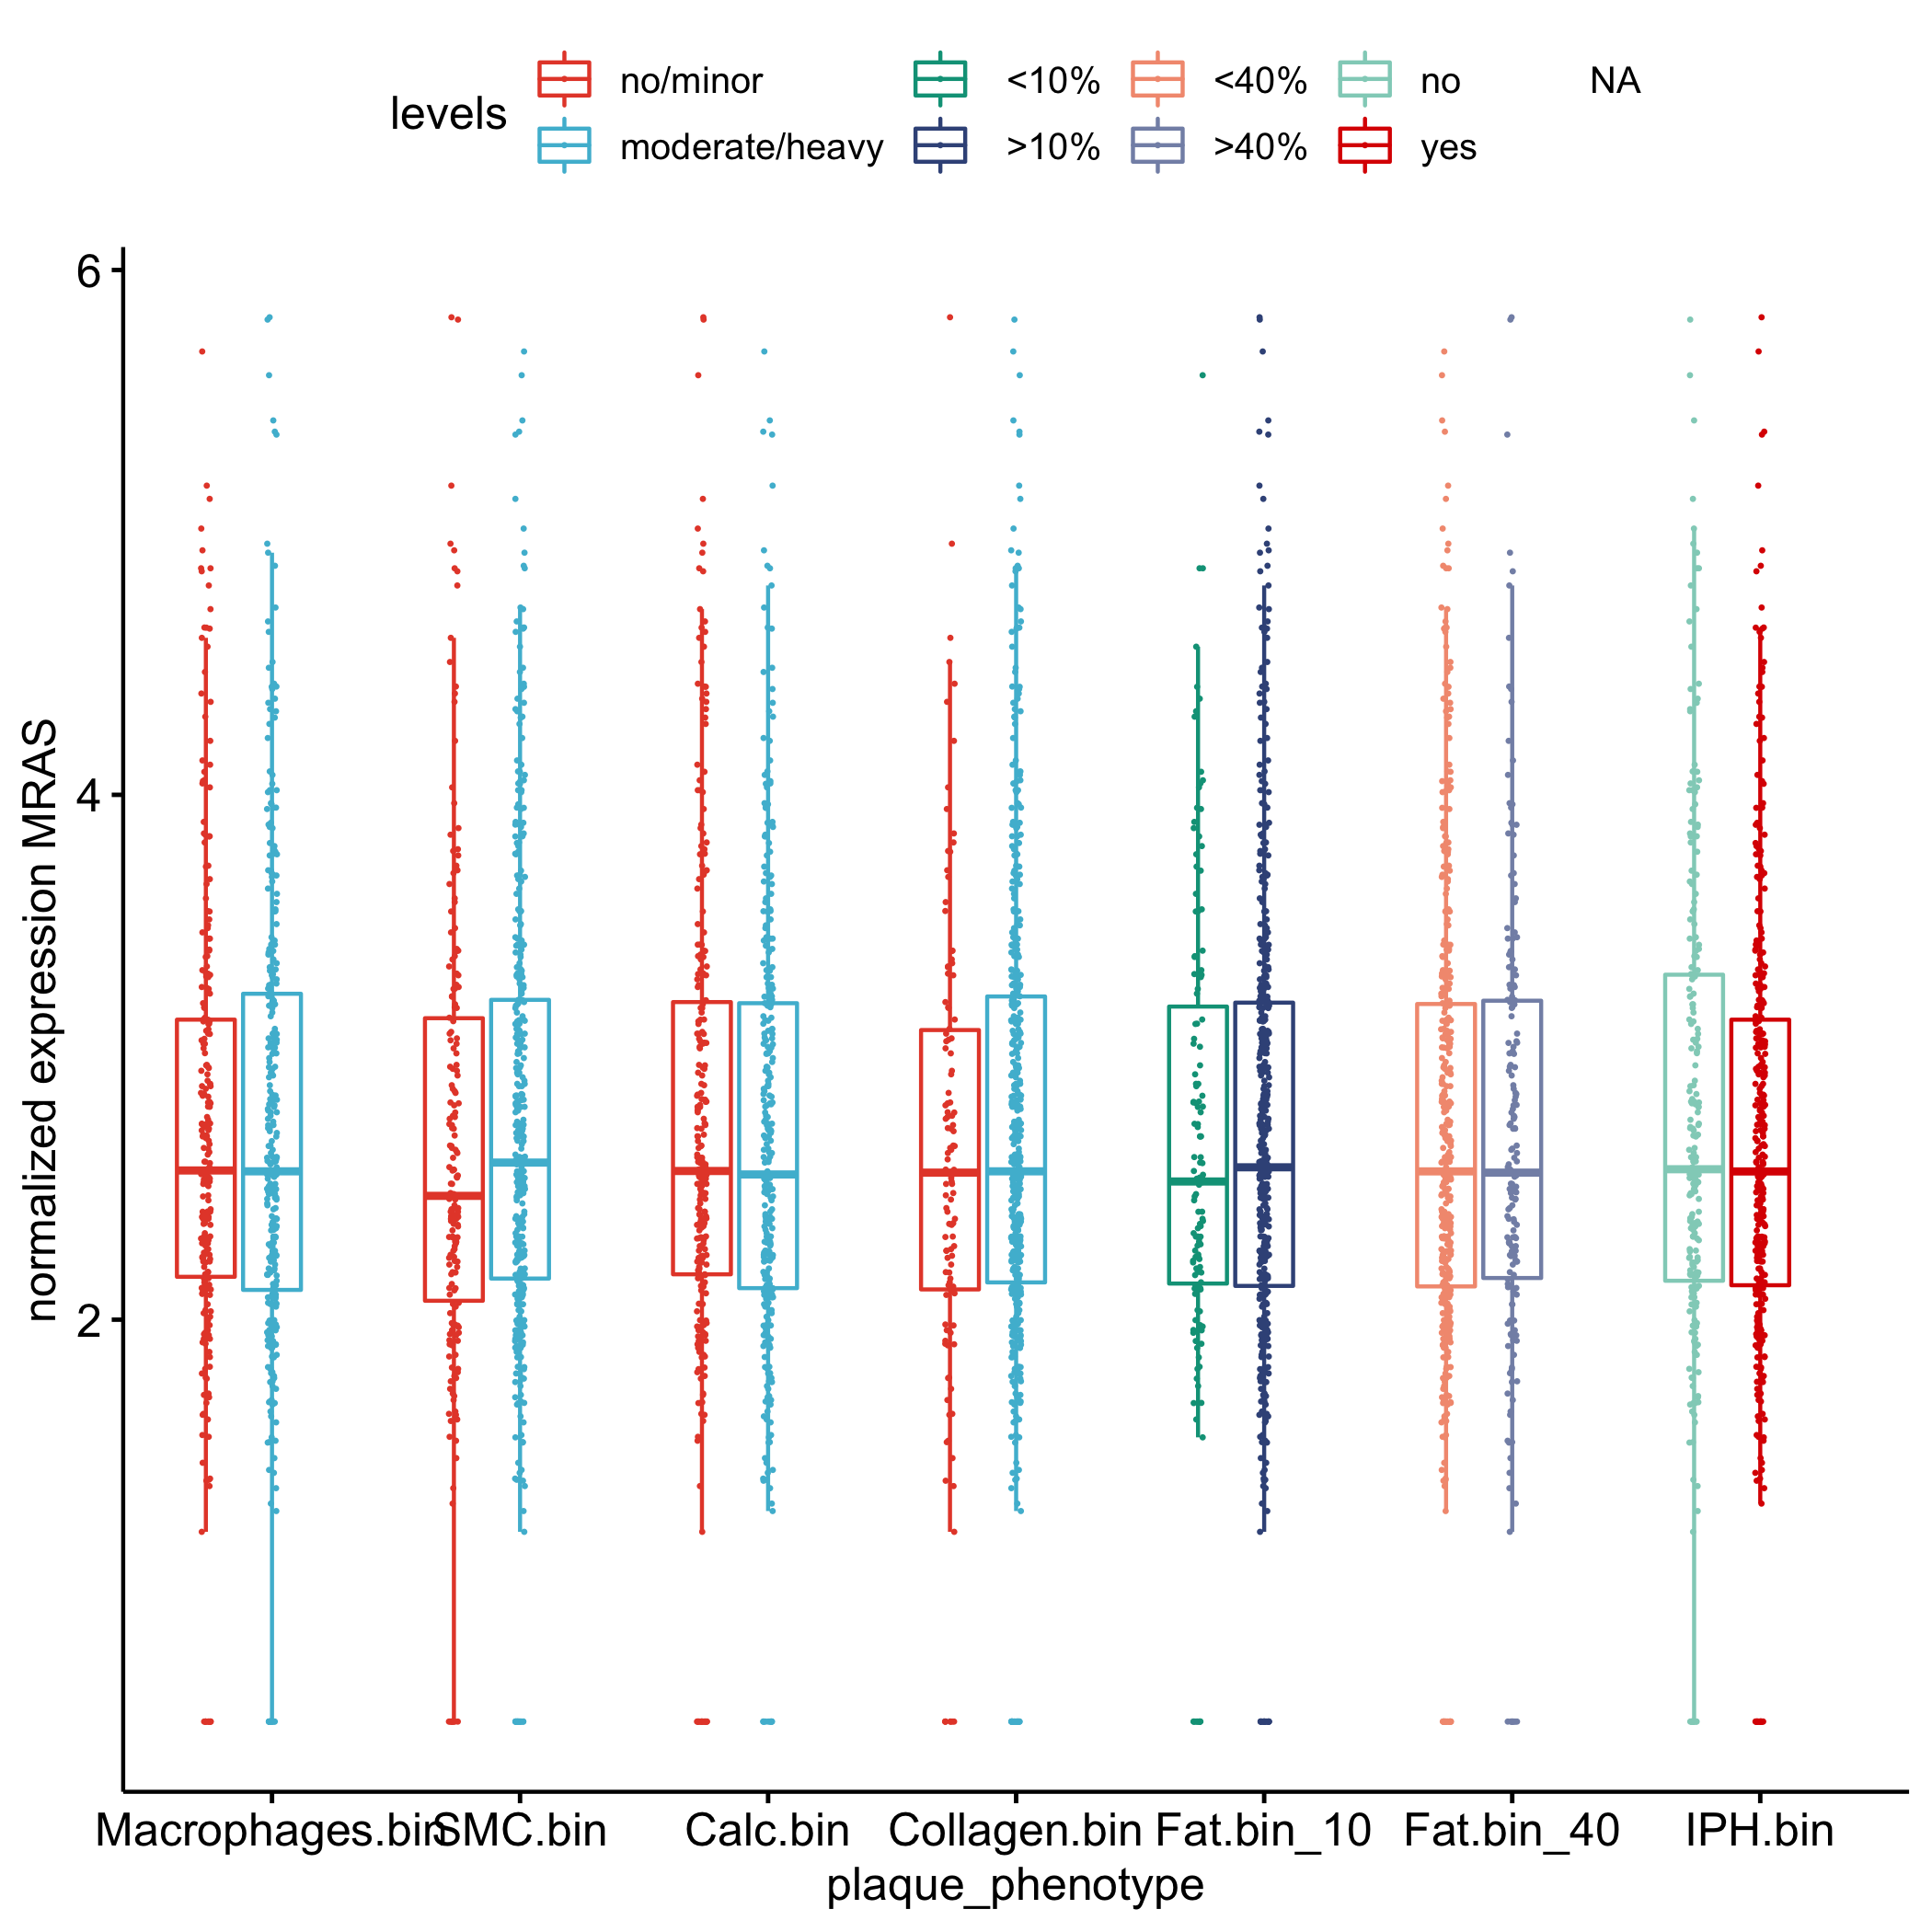 levels
no/minor <10% <40% no NA
moderate/heavy >10% >40% yes
6
4
2
normalized expression MRAS
Macrophages.bin SMC.bin Calc.bin Collagen.bin Fat.bin_10 Fat.bin_40 IPH.bin
plaque_phenotype